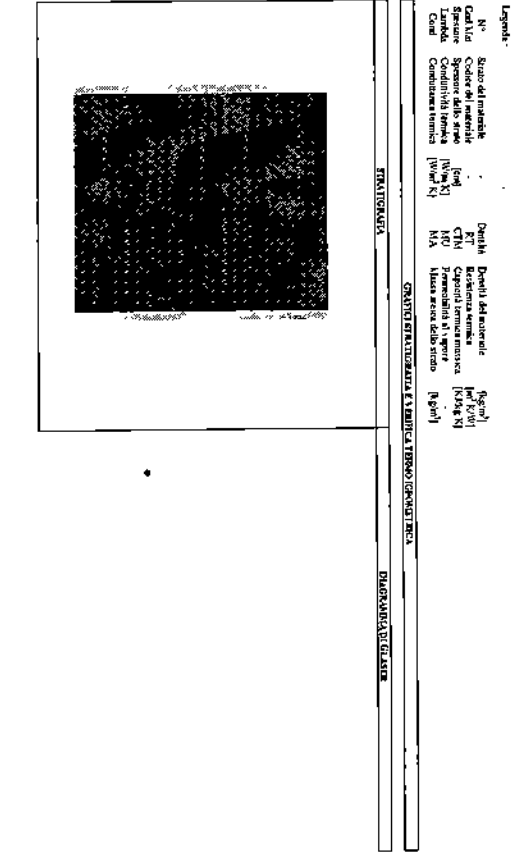 Legenda:
N° Strato del materiale - Densità Densità del materiale [kg/m³]
Cod.Mat Codice del materiale - RT Resistenza termica [m² K/W]
Spessore Spessore dello strato [cm] CTM Capacità termica massica [KJ/kg K]
Lambda Conduttività termica [W/m K] MU Permeabilità al vapore -
Cond Conduttanza termica [W/m² K] MA Massa areica dello strato [kg/m²]
GRAFICI STRATIGRAFIA E VERIFICA TERMO IGROMETRICA
STRATIGRAFIA DIAGRAMMA DI GLASER